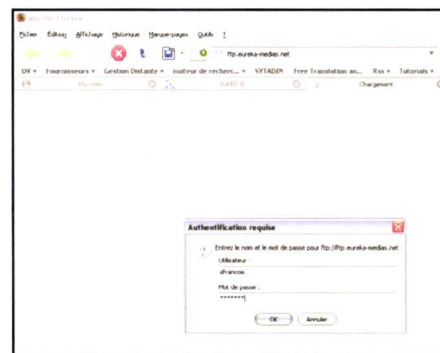 Fichier Édition Affichage Historique Marque-pages Outils ?
ftp.eureka-medias.net
DV Fournisseurs Gestion Distante moteur de recherc... SYTADIN Free Translation an... Rss Tutorials
Chargement
Authentification requise
Entrez le nom et le mot de passe pour ftp://ftp.eureka-medias.net
Utilisateur :
sfrancois
Mot de passe :
*******
OK Annuler